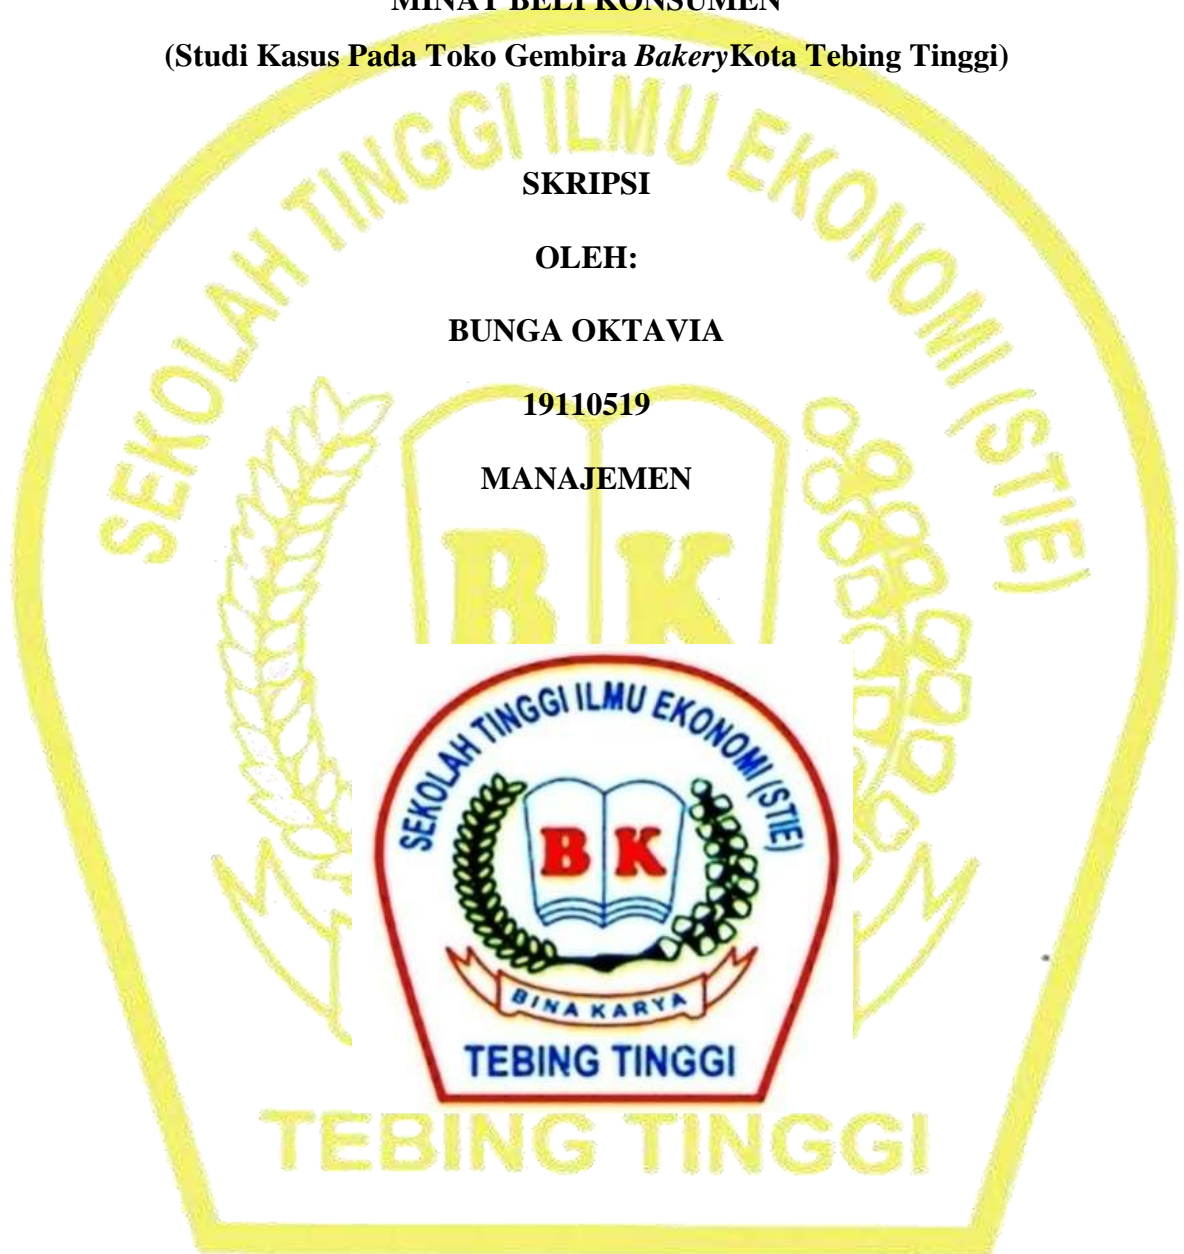 MINAT BELI KONSUMEN
(Studi Kasus Pada Toko Gembira BakeryKota Tebing Tinggi)
SKRIPSI
OLEH:
BUNGA OKTAVIA
19110519
MANAJEMEN
SEKOLAH TINGGI ILMU EKONOMI (STIE)
B K
SEKOLAH TINGGI ILMU EKONOMI (STIE)
B K
BINA KARYA
TEBING TINGGI
TEBING TINGGI